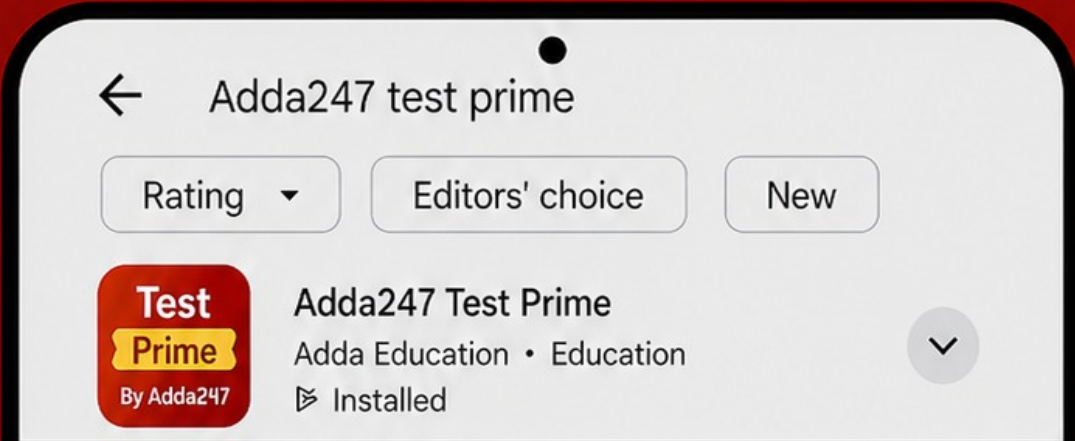 Adda247 test prime
Rating
Editors' choice
New
Test
Prime
By Adda247
Adda247 Test Prime
Adda Education • Education
Installed